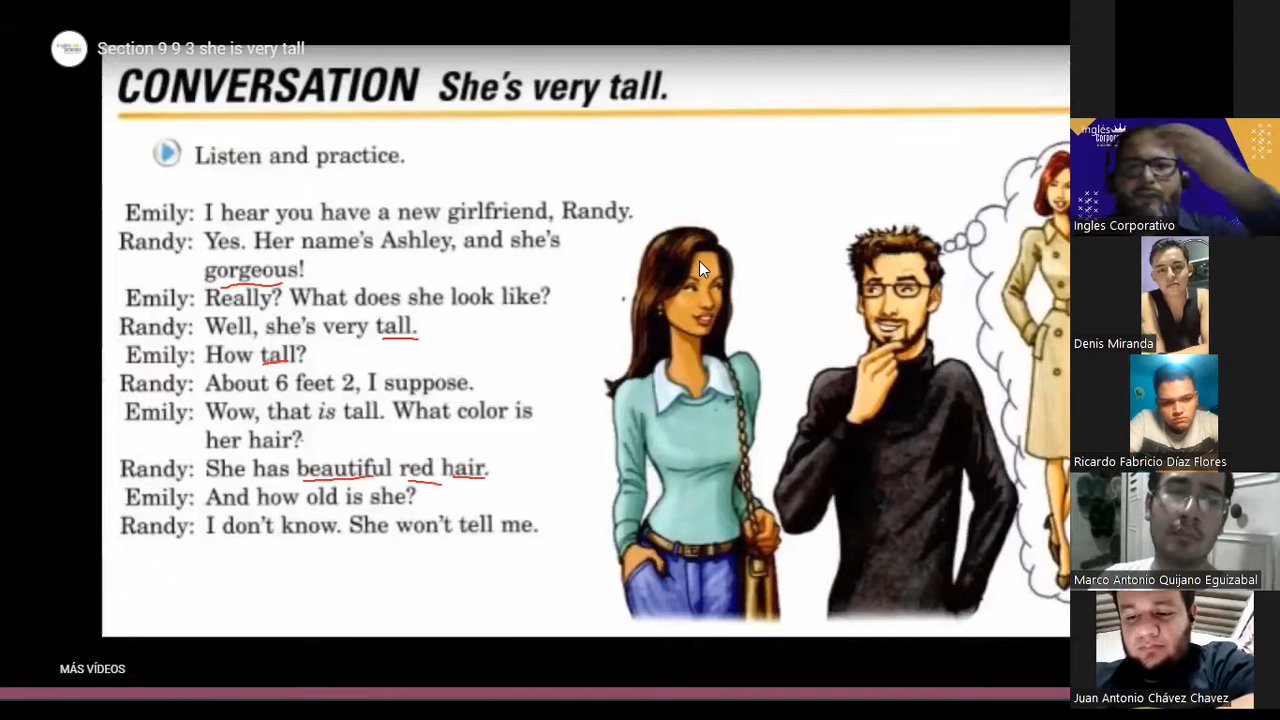 Section 9 9 3 she is very tall
CONVERSATION She's very tall.
Listen and practice.
Emily: I hear you have a new girlfriend, Randy.
Randy: Yes. Her name's Ashley, and she's
gorgeous!
Emily: Really? What does she look like?
Randy: Well, she's very tall.
Emily: How tall?
Randy: About 6 feet 2, I suppose.
Emily: Wow, that is tall. What color is
her hair?
Randy: She has beautiful red hair.
Emily: And how old is she?
Randy: I don't know. She won't tell me.
MÁS VÍDEOS
Inglés
Ingles Corporativo
Denis Miranda
Ricardo Fabricio Díaz Flores
Marco Antonio Quijano Eguizabal
Juan Antonio Chávez Chavez